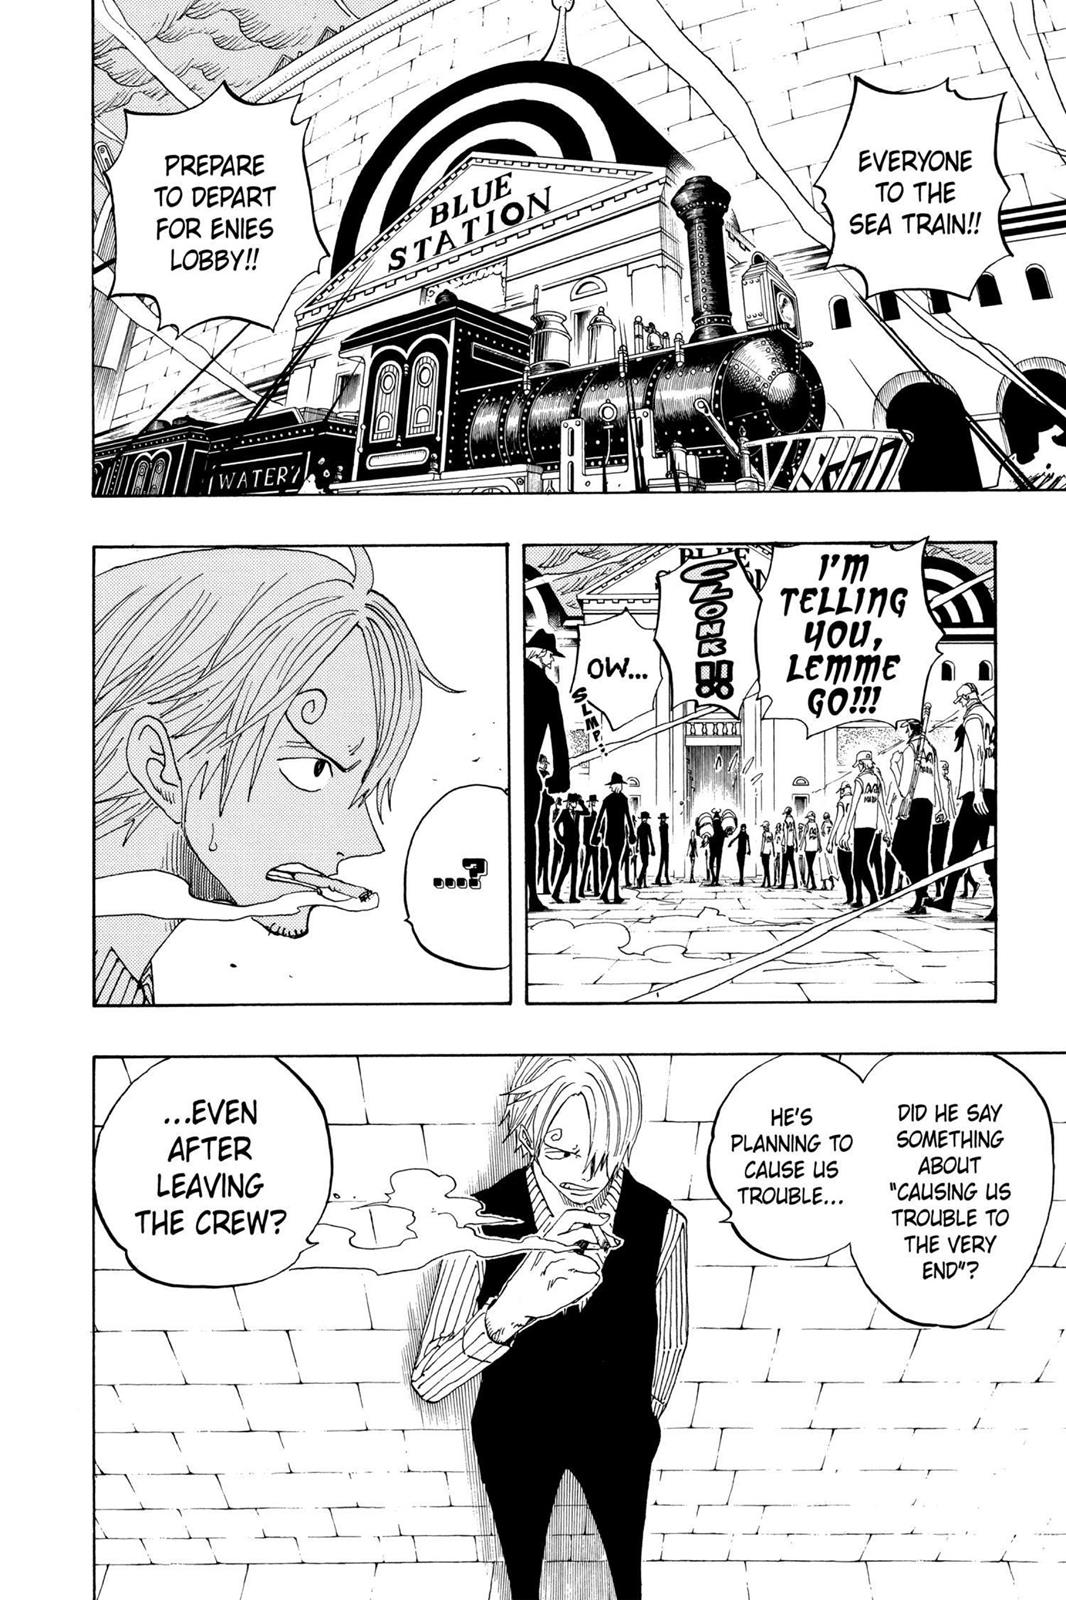 EVERYONE
TO THE
SEA TRAIN!!
PREPARE
TO DEPART
FOR ENIES
LOBBY!!
BLUE
STATION
WATER7
I'M
TELLING
YOU,
LEMME
GO!!!
CLONK!!
OW...
SLMP...
BLUE
....?
DID HE SAY
SOMETHING
ABOUT
"CAUSING US
TROUBLE TO
THE VERY
END"?
HE'S
PLANNING TO
CAUSE US
TROUBLE...
...EVEN
AFTER
LEAVING
THE CREW?